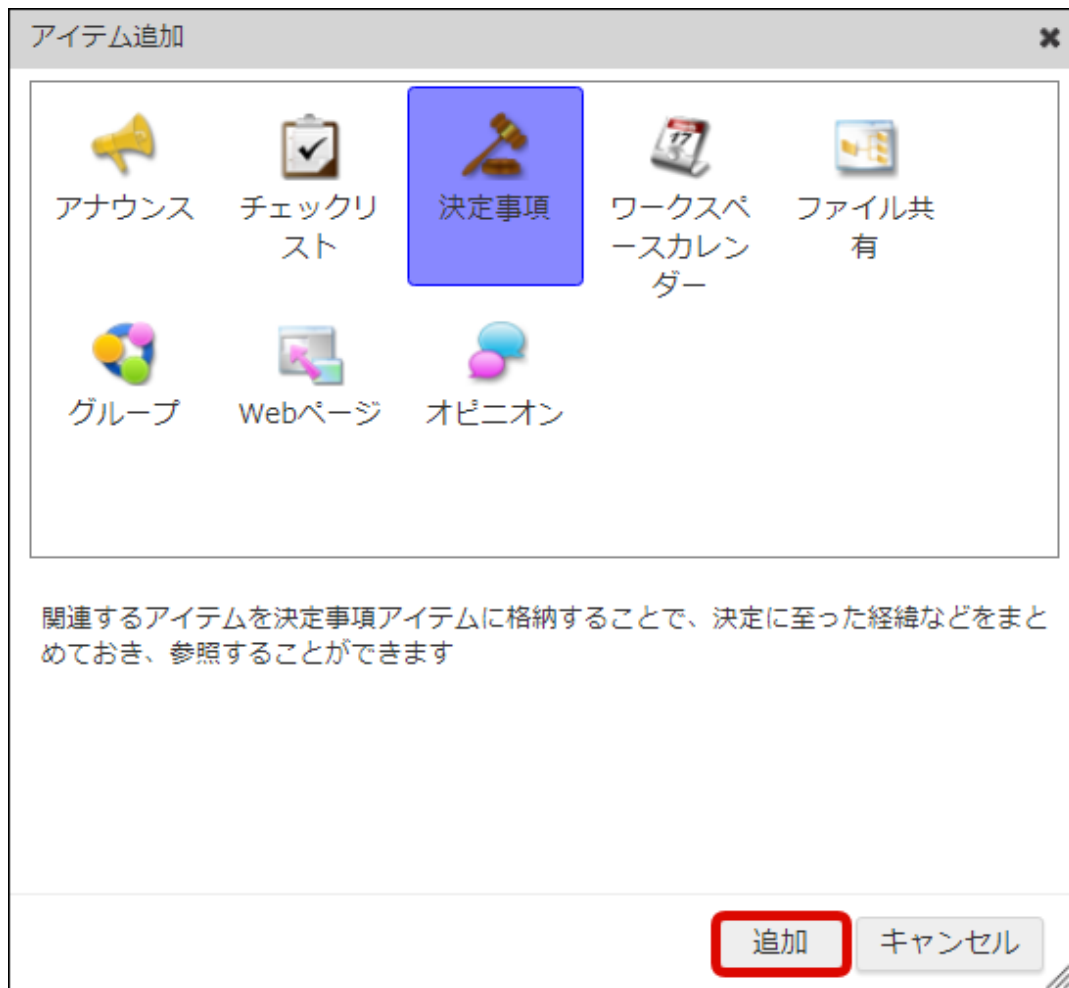 アイテム追加
アナウンス
チェックリ
スト
決定事項
ワークスペ
ースカレン
ダー
ファイル共
有
グループ
Webページ
オピニオン
関連するアイテムを決定事項アイテムに格納することで、決定に至った経緯などをまと
めておき、参照することができます
追加
キャンセル